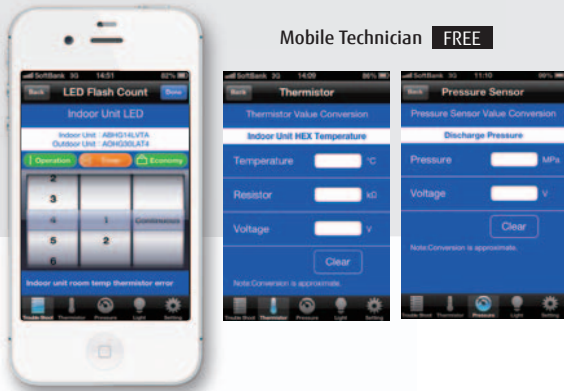 Mobile Technician FREE
SoftBank 3G 14:51 82%
Back LED Flash Count Done
Indoor Unit LED
Indoor Unit : ABHG14LVTA
Outdoor Unit : AOHG30LAT4
Operation Timer Economy
2
3
4 1 Continuous
5 2
6
Indoor unit room temp thermistor error
Trouble Shoot Thermistor Pressure Light Setting
SoftBank 3G 14:09 86%
Back Thermistor
Thermistor Value Conversion
Indoor Unit HEX Temperature
Temperature °C
Resistor kΩ
Voltage V
Clear
Note:Conversion is approximate.
Trouble Shoot Thermistor Pressure Light Setting
SoftBank 3G 11:10
Back Pressure Sensor
Pressure Sensor Value Conversion
Discharge Pressure
Pressure MPa
Voltage V
Clear
Note:Conversion is approximate.
Trouble Shoot Thermistor Pressure Light Setting